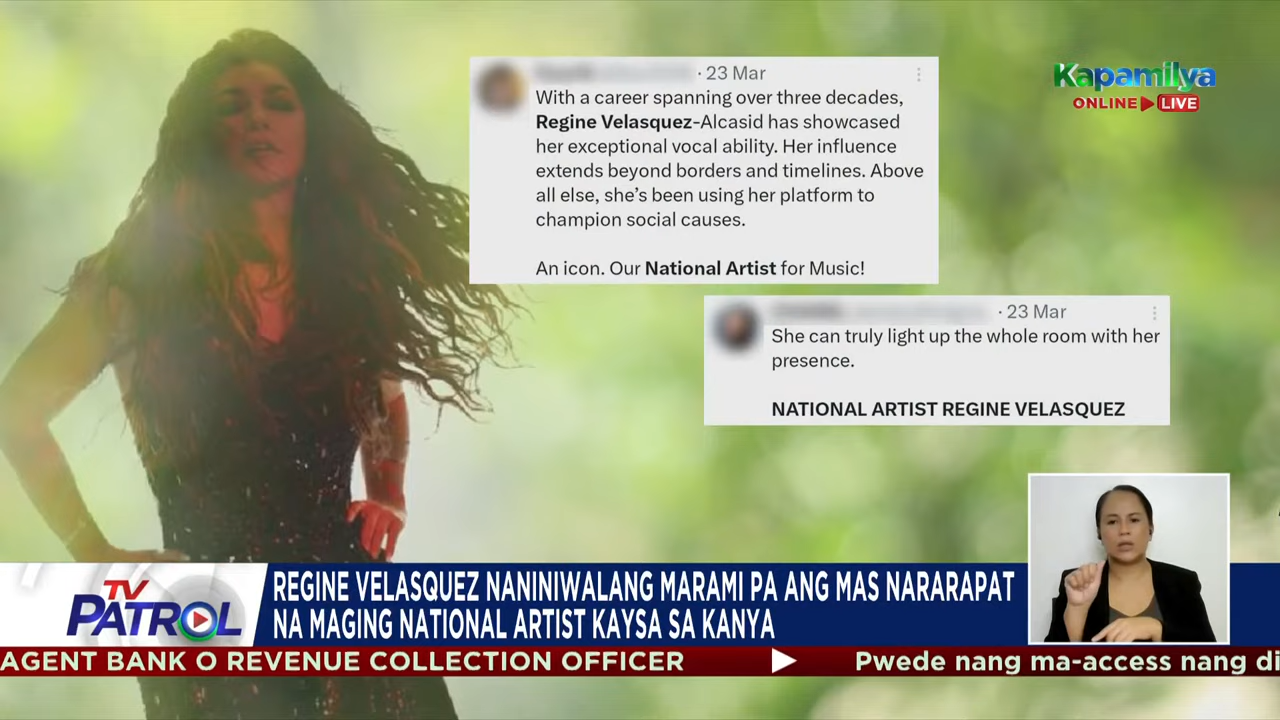 · 23 Mar
With a career spanning over three decades,
Regine Velasquez-Alcasid has showcased
her exceptional vocal ability. Her influence
extends beyond borders and timelines. Above
all else, she's been using her platform to
champion social causes.
An icon. Our National Artist for Music!
Kapamilya
ONLINE LIVE
· 23 Mar
She can truly light up the whole room with her
presence.
NATIONAL ARTIST REGINE VELASQUEZ
TV
PATROL
REGINE VELASQUEZ NANINIWALANG MARAMI PA ANG MAS NARARAPAT
NA MAGING NATIONAL ARTIST KAYSA SA KANYA
AGENT BANK O REVENUE COLLECTION OFFICER
Pwede nang ma-access nang di